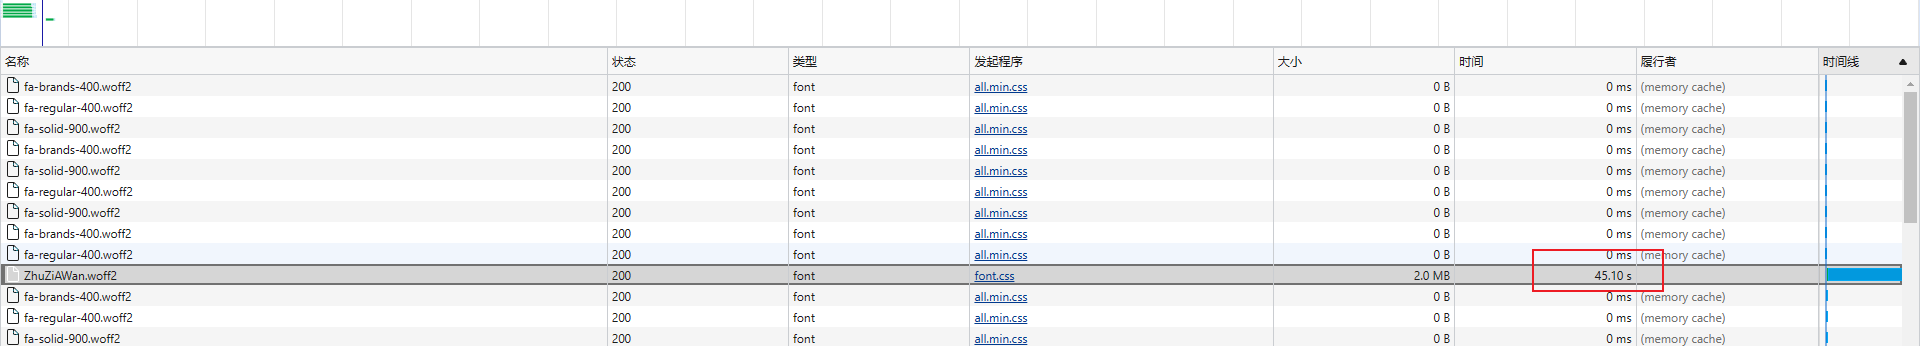 名称 状态 类型 发起程序 大小 时间 履行者 时间线
fa-brands-400.woff2 200 font all.min.css 0 B 0 ms (memory cache)
fa-regular-400.woff2 200 font all.min.css 0 B 0 ms (memory cache)
fa-solid-900.woff2 200 font all.min.css 0 B 0 ms (memory cache)
fa-brands-400.woff2 200 font all.min.css 0 B 0 ms (memory cache)
fa-solid-900.woff2 200 font all.min.css 0 B 0 ms (memory cache)
fa-regular-400.woff2 200 font all.min.css 0 B 0 ms (memory cache)
fa-solid-900.woff2 200 font all.min.css 0 B 0 ms (memory cache)
fa-brands-400.woff2 200 font all.min.css 0 B 0 ms (memory cache)
fa-regular-400.woff2 200 font all.min.css 0 B 0 ms (memory cache)
ZhuZiAWan.woff2 200 font font.css 2.0 MB 45.10 s
fa-brands-400.woff2 200 font all.min.css 0 B 0 ms (memory cache)
fa-regular-400.woff2 200 font all.min.css 0 B 0 ms (memory cache)
fa-solid-900.woff2 200 font all.min.css 0 B 0 ms (memory cache)